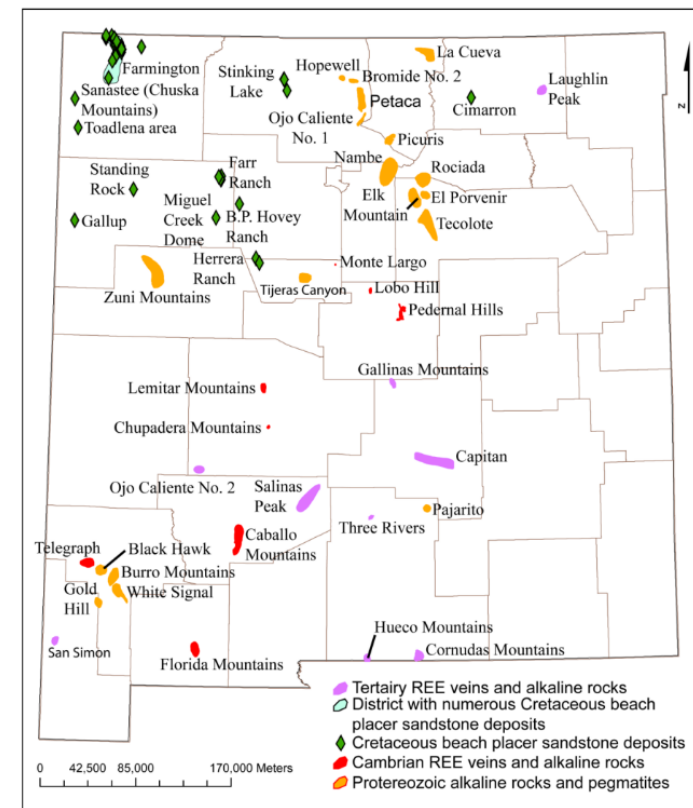 La Cueva
Hopewell
Bromide No. 2
Laughlin
Peak
Farmington
Stinking
Lake
Petaca
Cimarron
Sanastee (Chuska
Mountains)
Toadlena area
Ojo Caliente
No. 1
Picuris
Nambe
Rociada
Standing
Rock
Farr
Ranch
Elk
Mountain
El Porvenir
Miguel
Creek
Dome
B.P. Hovey
Ranch
Tecolote
Gallup
Herrera
Ranch
Monte Largo
Zuni Mountains
Tijeras Canyon
Lobo Hill
Pedernal Hills
Gallinas Mountains
Lemitar Mountains
Chupadera Mountains
Capitan
Ojo Caliente No. 2
Salinas
Peak
Pajarito
Three Rivers
Caballo
Mountains
Telegraph
Black Hawk
Burro Mountains
White Signal
Gold
Hill
San Simon
Florida Mountains
Hueco Mountains
Cornudas Mountains
Tertairy REE veins and alkaline rocks
District with numerous Cretaceous beach
placer sandstone deposits
Cretaceous beach placer sandstone deposits
Cambrian REE veins and alkaline rocks
Protereozoic alkaline rocks and pegmatites
0 42,500 85,000 170,000 Meters
N